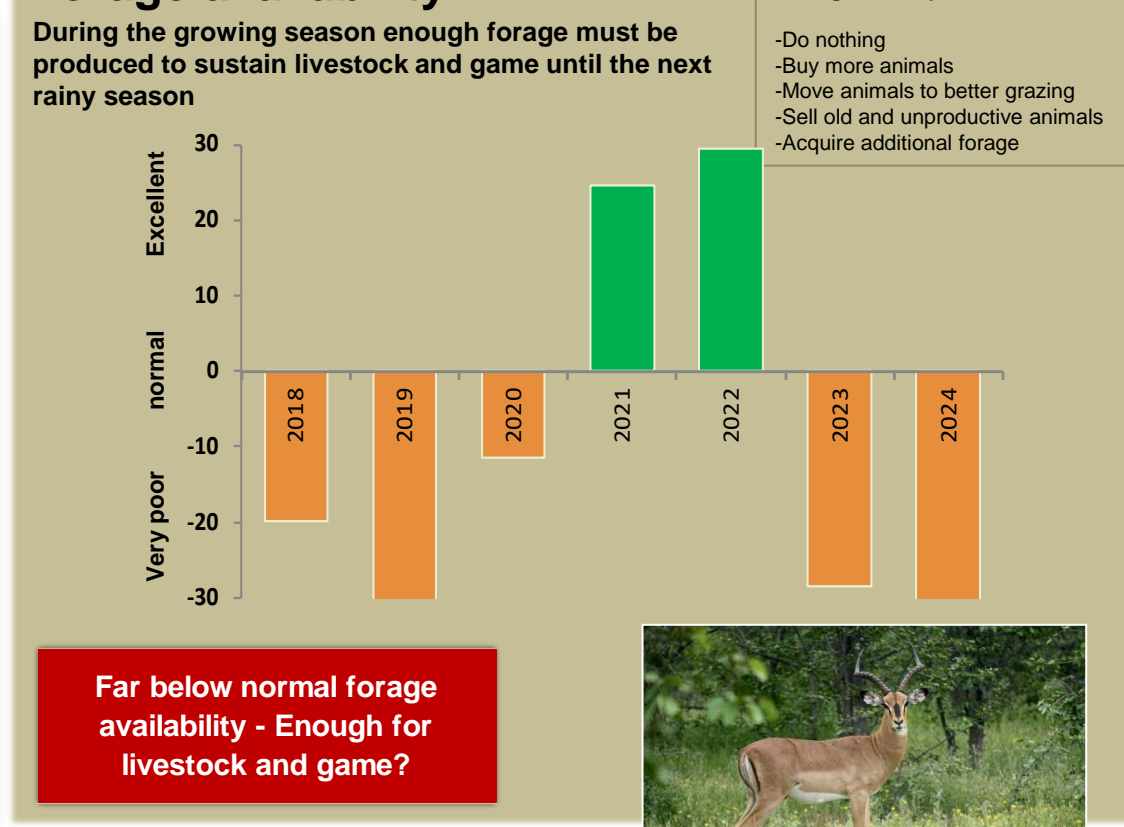 During the growing season enough forage must be
produced to sustain livestock and game until the next
rainy season
-Do nothing
-Buy more animals
-Move animals to better grazing
-Sell old and unproductive animals
-Acquire additional forage
Excellent
normal
Very poor
30
20
10
0
-10
-20
-30
2018
2019
2020
2021
2022
2023
2024
Far below normal forage
availability - Enough for
livestock and game?